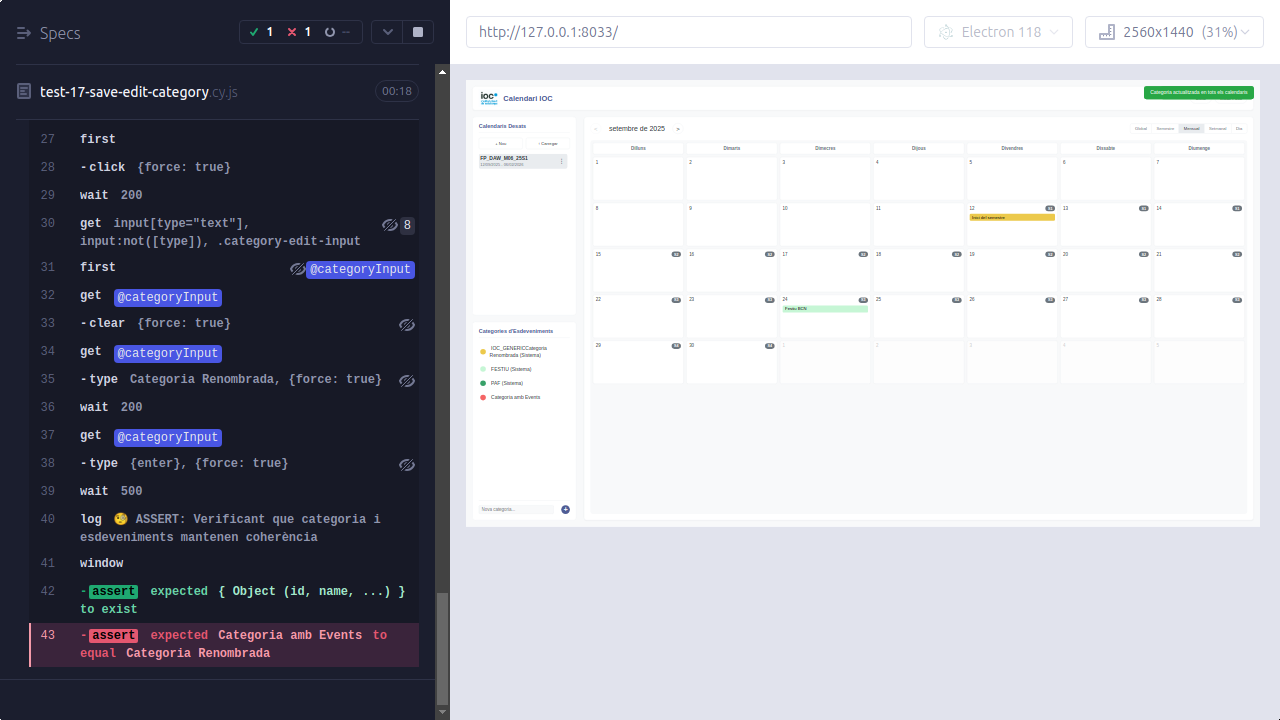 Specs
1
1
--
http://127.0.0.1:8033/
Electron 118
2560x1440 (31%)
test-17-save-edit-category.cy.js
00:18
27 first
28 -click {force: true}
29 wait 200
30 get input[type="text"], input:not([type]), .category-edit-input 8
31 first @categoryInput
32 get @categoryInput
33 -clear {force: true}
34 get @categoryInput
35 -type Categoria Renombrada, {force: true}
36 wait 200
37 get @categoryInput
38 -type {enter}, {force: true}
39 wait 500
40 log 🧐 ASSERT: Verificant que categoria i esdeveniments mantenen coherència
41 window
42 -assert expected { Object (id, name, ...) } to exist
43 -assert expected Categoria amb Events to equal Categoria Renombrada
ioc
Calendari IOC
Categoria actualitzada en tots els calendaris
Calendaris Desats
+ Nou
Carregar
FP_DAW_M06_25S1
setembre de 2025
>
Global Semestre Mensual Setmanal Dia
Dilluns Dimarts Dimecres Dijous Divendres Dissabte Diumenge
1 2 3 4 5 6 7
8 9 10 11 12 13 14
Inici del semestre
15 16 17 18 19 20 21
22 23 24 25 26 27 28
Festiu BCN
29 30 1 2 3 4 5
Categories d'Esdeveniments
IOC_GENERICCategoria
Renombrada (Sistema)
FESTIU (Sistema)
PAF (Sistema)
Categoria amb Events
Nova categoria...
+